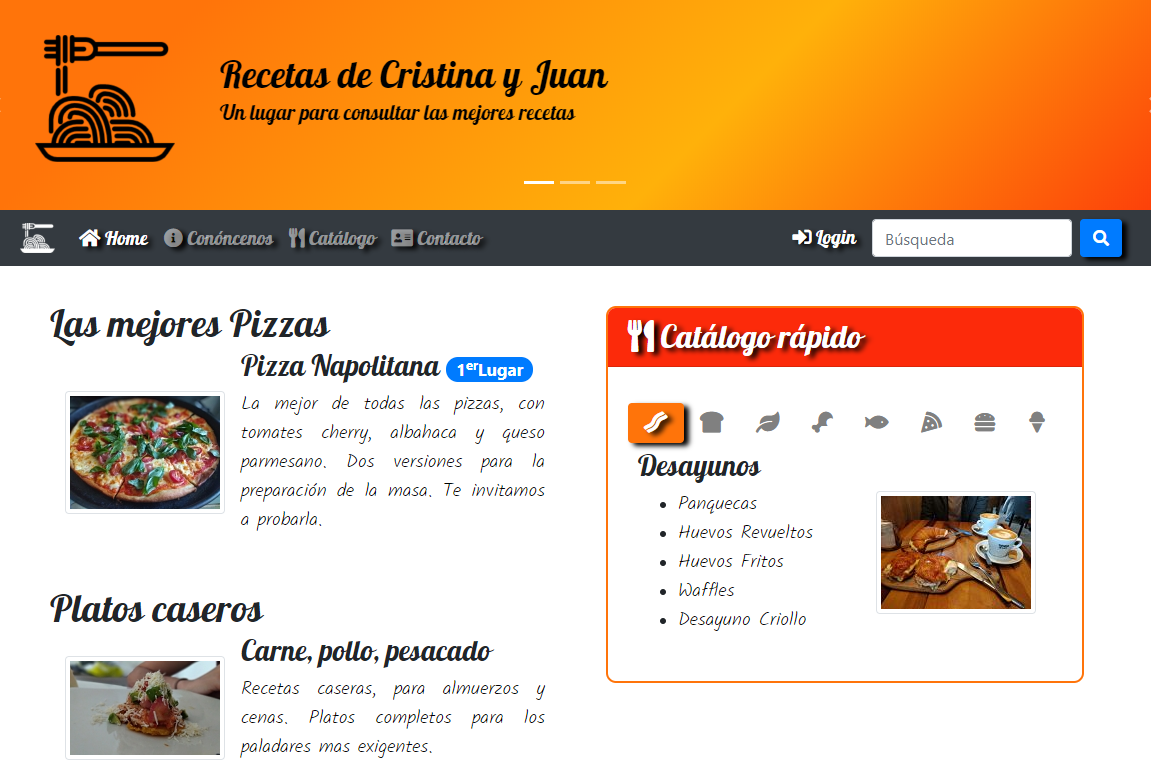 Recetas de Cristina y Juan
Un lugar para consultar las mejores recetas
Home Conóncenos Catálogo Contacto Login Búsqueda
Las mejores Pizzas
Pizza Napolitana 1erLugar
La mejor de todas las pizzas, con
tomates cherry, albahaca y queso
parmesano. Dos versiones para la
preparación de la masa. Te invitamos
a probarla.
Platos caseros
Carne, pollo, pesacado
Recetas caseras, para almuerzos y
cenas. Platos completos para los
paladares mas exigentes.
Catálogo rápido
Desayunos
Panquecas
Huevos Revueltos
Huevos Fritos
Waffles
Desayuno Criollo